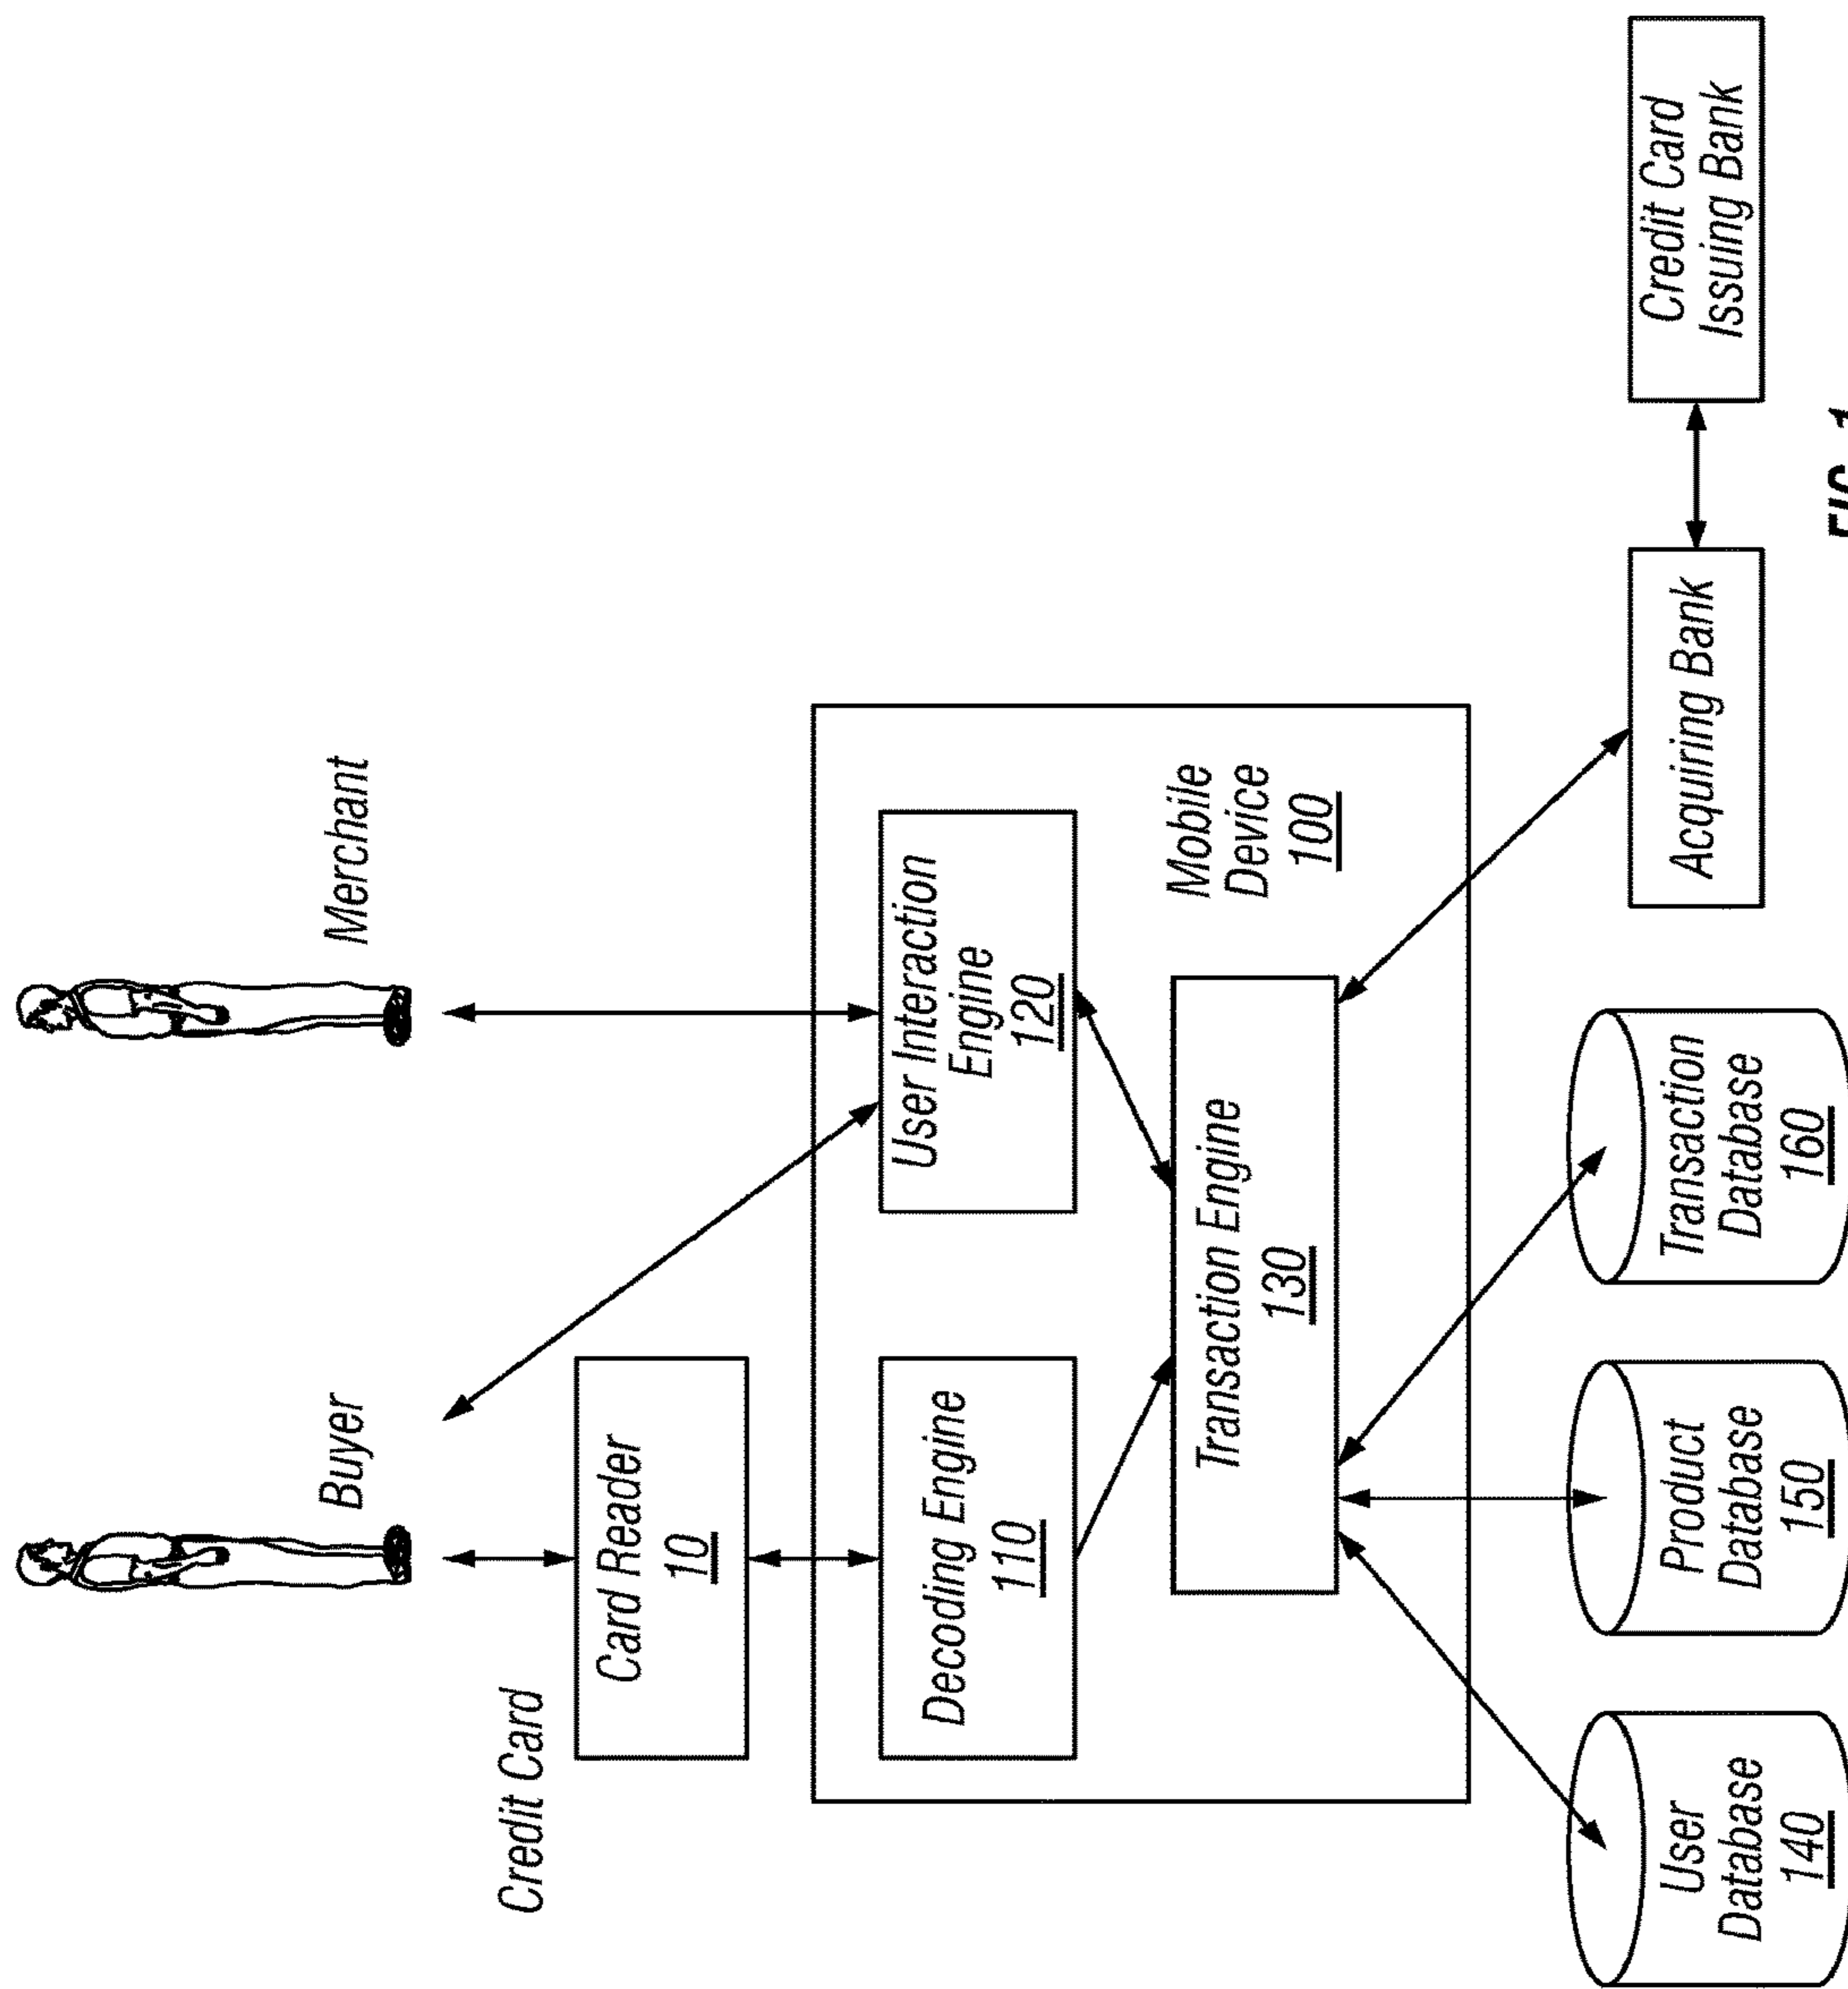 Buyer
Merchant
Credit Card
Card Reader
10
Decoding Engine
110
User Interaction
Engine
120
Transaction Engine
130
Mobile
Device
100
User
Database
140
Product
Database
150
Transaction
Database
160
Acquiring Bank
Credit Card
Issuing Bank